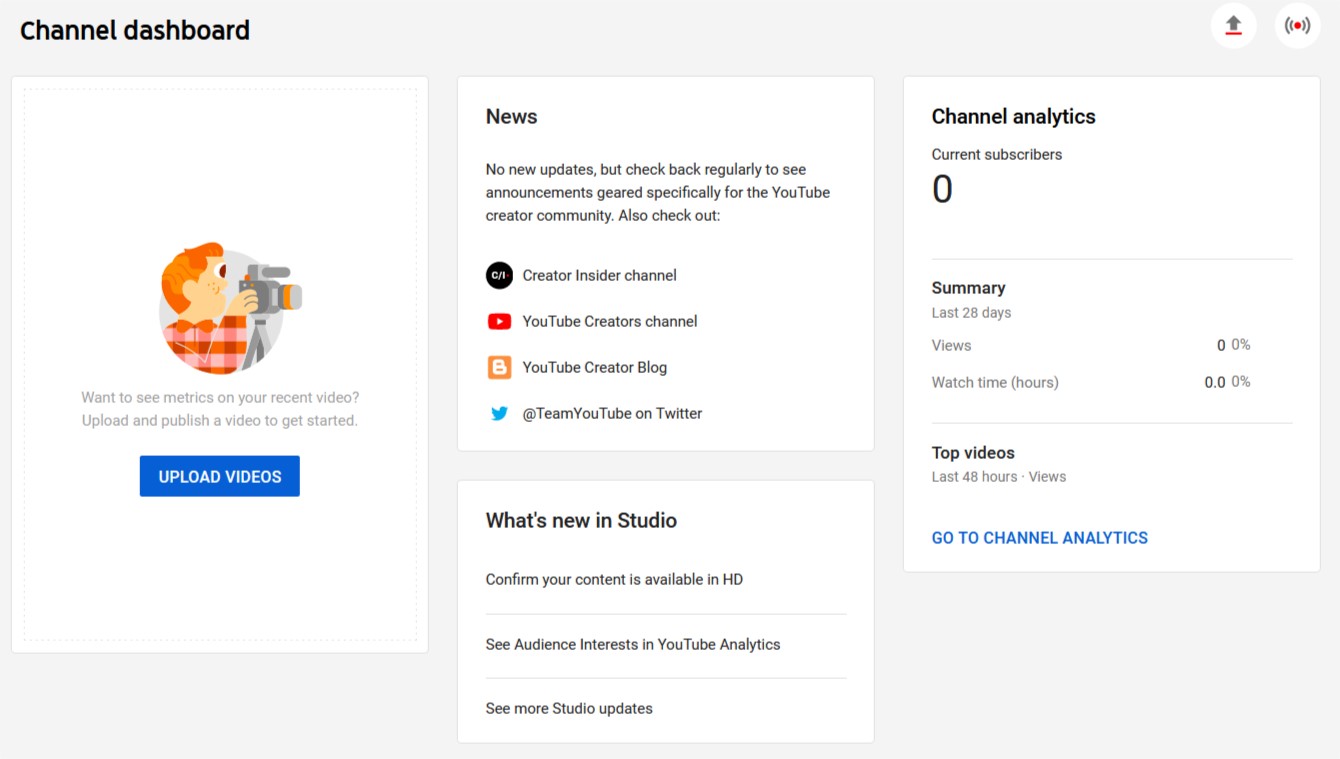 Channel dashboard
Want to see metrics on your recent video?
Upload and publish a video to get started.
UPLOAD VIDEOS
News
No new updates, but check back regularly to see
announcements geared specifically for the YouTube
creator community. Also check out:
C/I
Creator Insider channel
YouTube Creators channel
YouTube Creator Blog
@TeamYouTube on Twitter
What's new in Studio
Confirm your content is available in HD
See Audience Interests in YouTube Analytics
See more Studio updates
Channel analytics
Current subscribers
0
Summary
Last 28 days
Views 0 0%
Watch time (hours) 0.0 0%
Top videos
Last 48 hours · Views
GO TO CHANNEL ANALYTICS